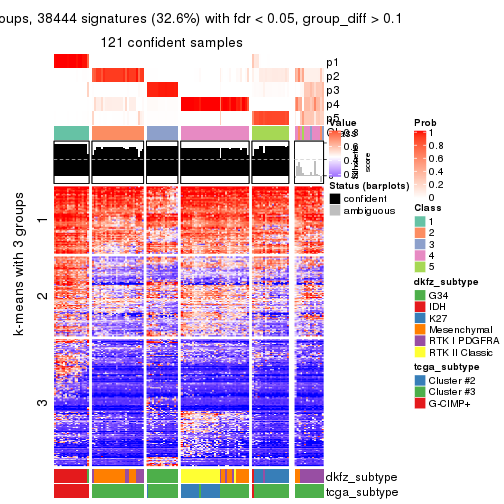 oups, 38444 signatures (32.6%) with fdr < 0.05, group_diff > 0.1
121 confident samples
p1
p2
p3
p4
p5
Value
Prob
1
0.8
0.6
0.4
0.2
0
score
Status (barplots)
confident
ambiguous
Class
1
2
3
4
5
dkfz_subtype
G34
IDH
K27
Mesenchymal
RTK I PDGFRA
RTK II Classic
tcga_subtype
Cluster #2
Cluster #3
G-CIMP+
k-means with 3 groups
1
2
3
dkfz_subtype
tcga_subtype